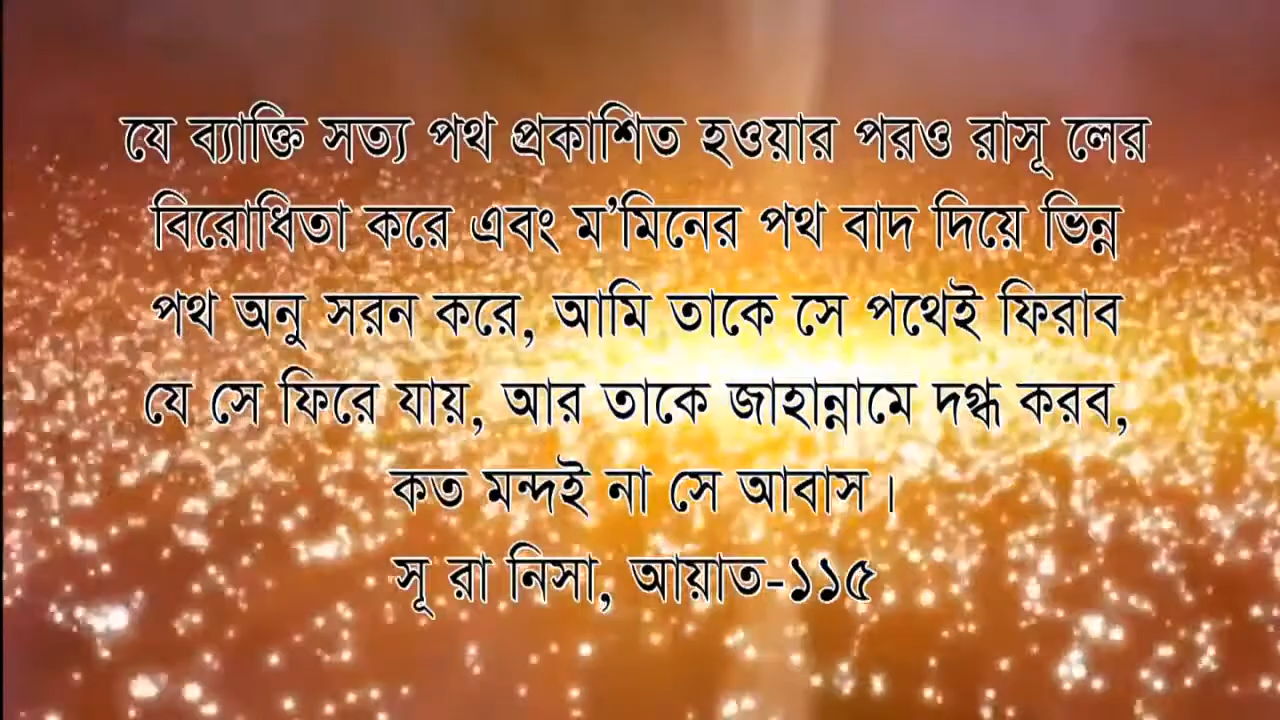 যে ব্যাক্তি সত্য পথ প্রকাশিত হওয়ার পরও রাসূ লের
বিরোধিতা করে এবং ম’মিনের পথ বাদ দিয়ে ভিন্ন
পথ অনু সরন করে, আমি তাকে সে পথেই ফিরাব
যে সে ফিরে যায়, আর তাকে জাহান্নামে দগ্ধ করব,
কত মন্দই না সে আবাস।
সূ রা নিসা, আয়াত-১১৫